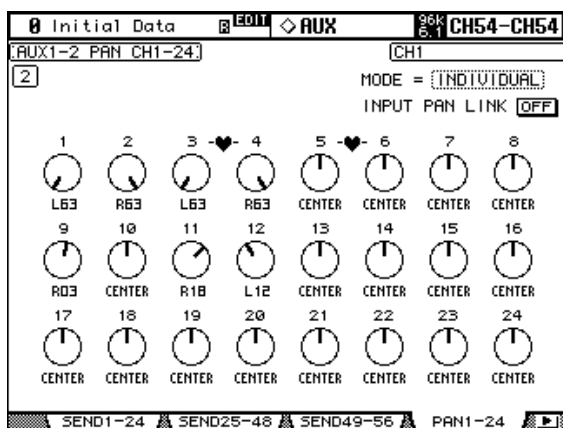 0 Initial Data EDIT AUX 96k 6.1 CH54-CH54
AUX1-2 PAN CH1-24 CH1
2 MODE = INDIVIDUAL
INPUT PAN LINK OFF
1 2 3 4 5 6 7 8
L63 R63 L63 R63 CENTER CENTER CENTER CENTER
9 10 11 12 13 14 15 16
R03 CENTER R18 L12 CENTER CENTER CENTER CENTER
17 18 19 20 21 22 23 24
CENTER CENTER CENTER CENTER CENTER CENTER CENTER CENTER
SEND1-24 SEND25-48 SEND49-56 PAN1-24